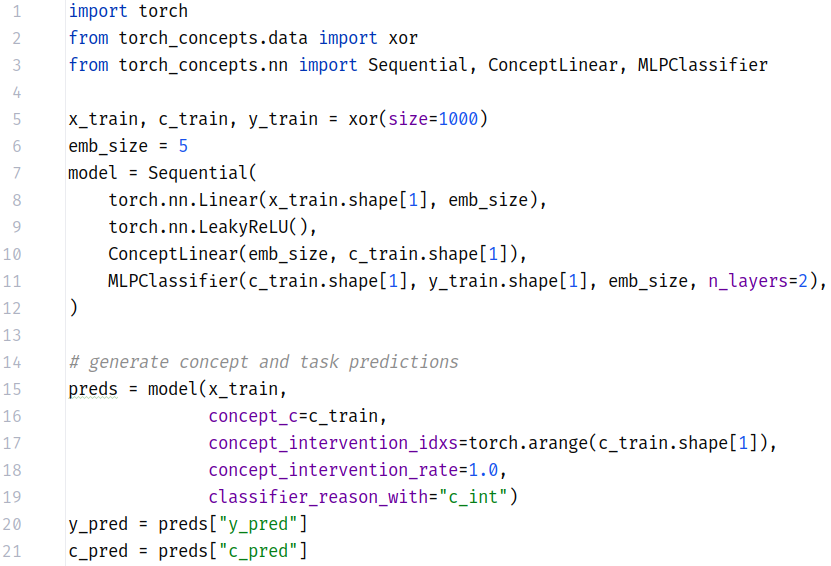 1 import torch
2 from torch_concepts.data import xor
3 from torch_concepts.nn import Sequential, ConceptLinear, MLPClassifier
4
5 x_train, c_train, y_train = xor(size=1000)
6 emb_size = 5
7 model = Sequential(
8     torch.nn.Linear(x_train.shape[1], emb_size),
9     torch.nn.LeakyReLU(),
10     ConceptLinear(emb_size, c_train.shape[1]),
11     MLPClassifier(c_train.shape[1], y_train.shape[1], emb_size, n_layers=2),
12 )
13
14 # generate concept and task predictions
15 preds = model(x_train,
16               concept_c=c_train,
17               concept_intervention_idxs=torch.arange(c_train.shape[1]),
18               concept_intervention_rate=1.0,
19               classifier_reason_with="c_int")
20 y_pred = preds["y_pred"]
21 c_pred = preds["c_pred"]